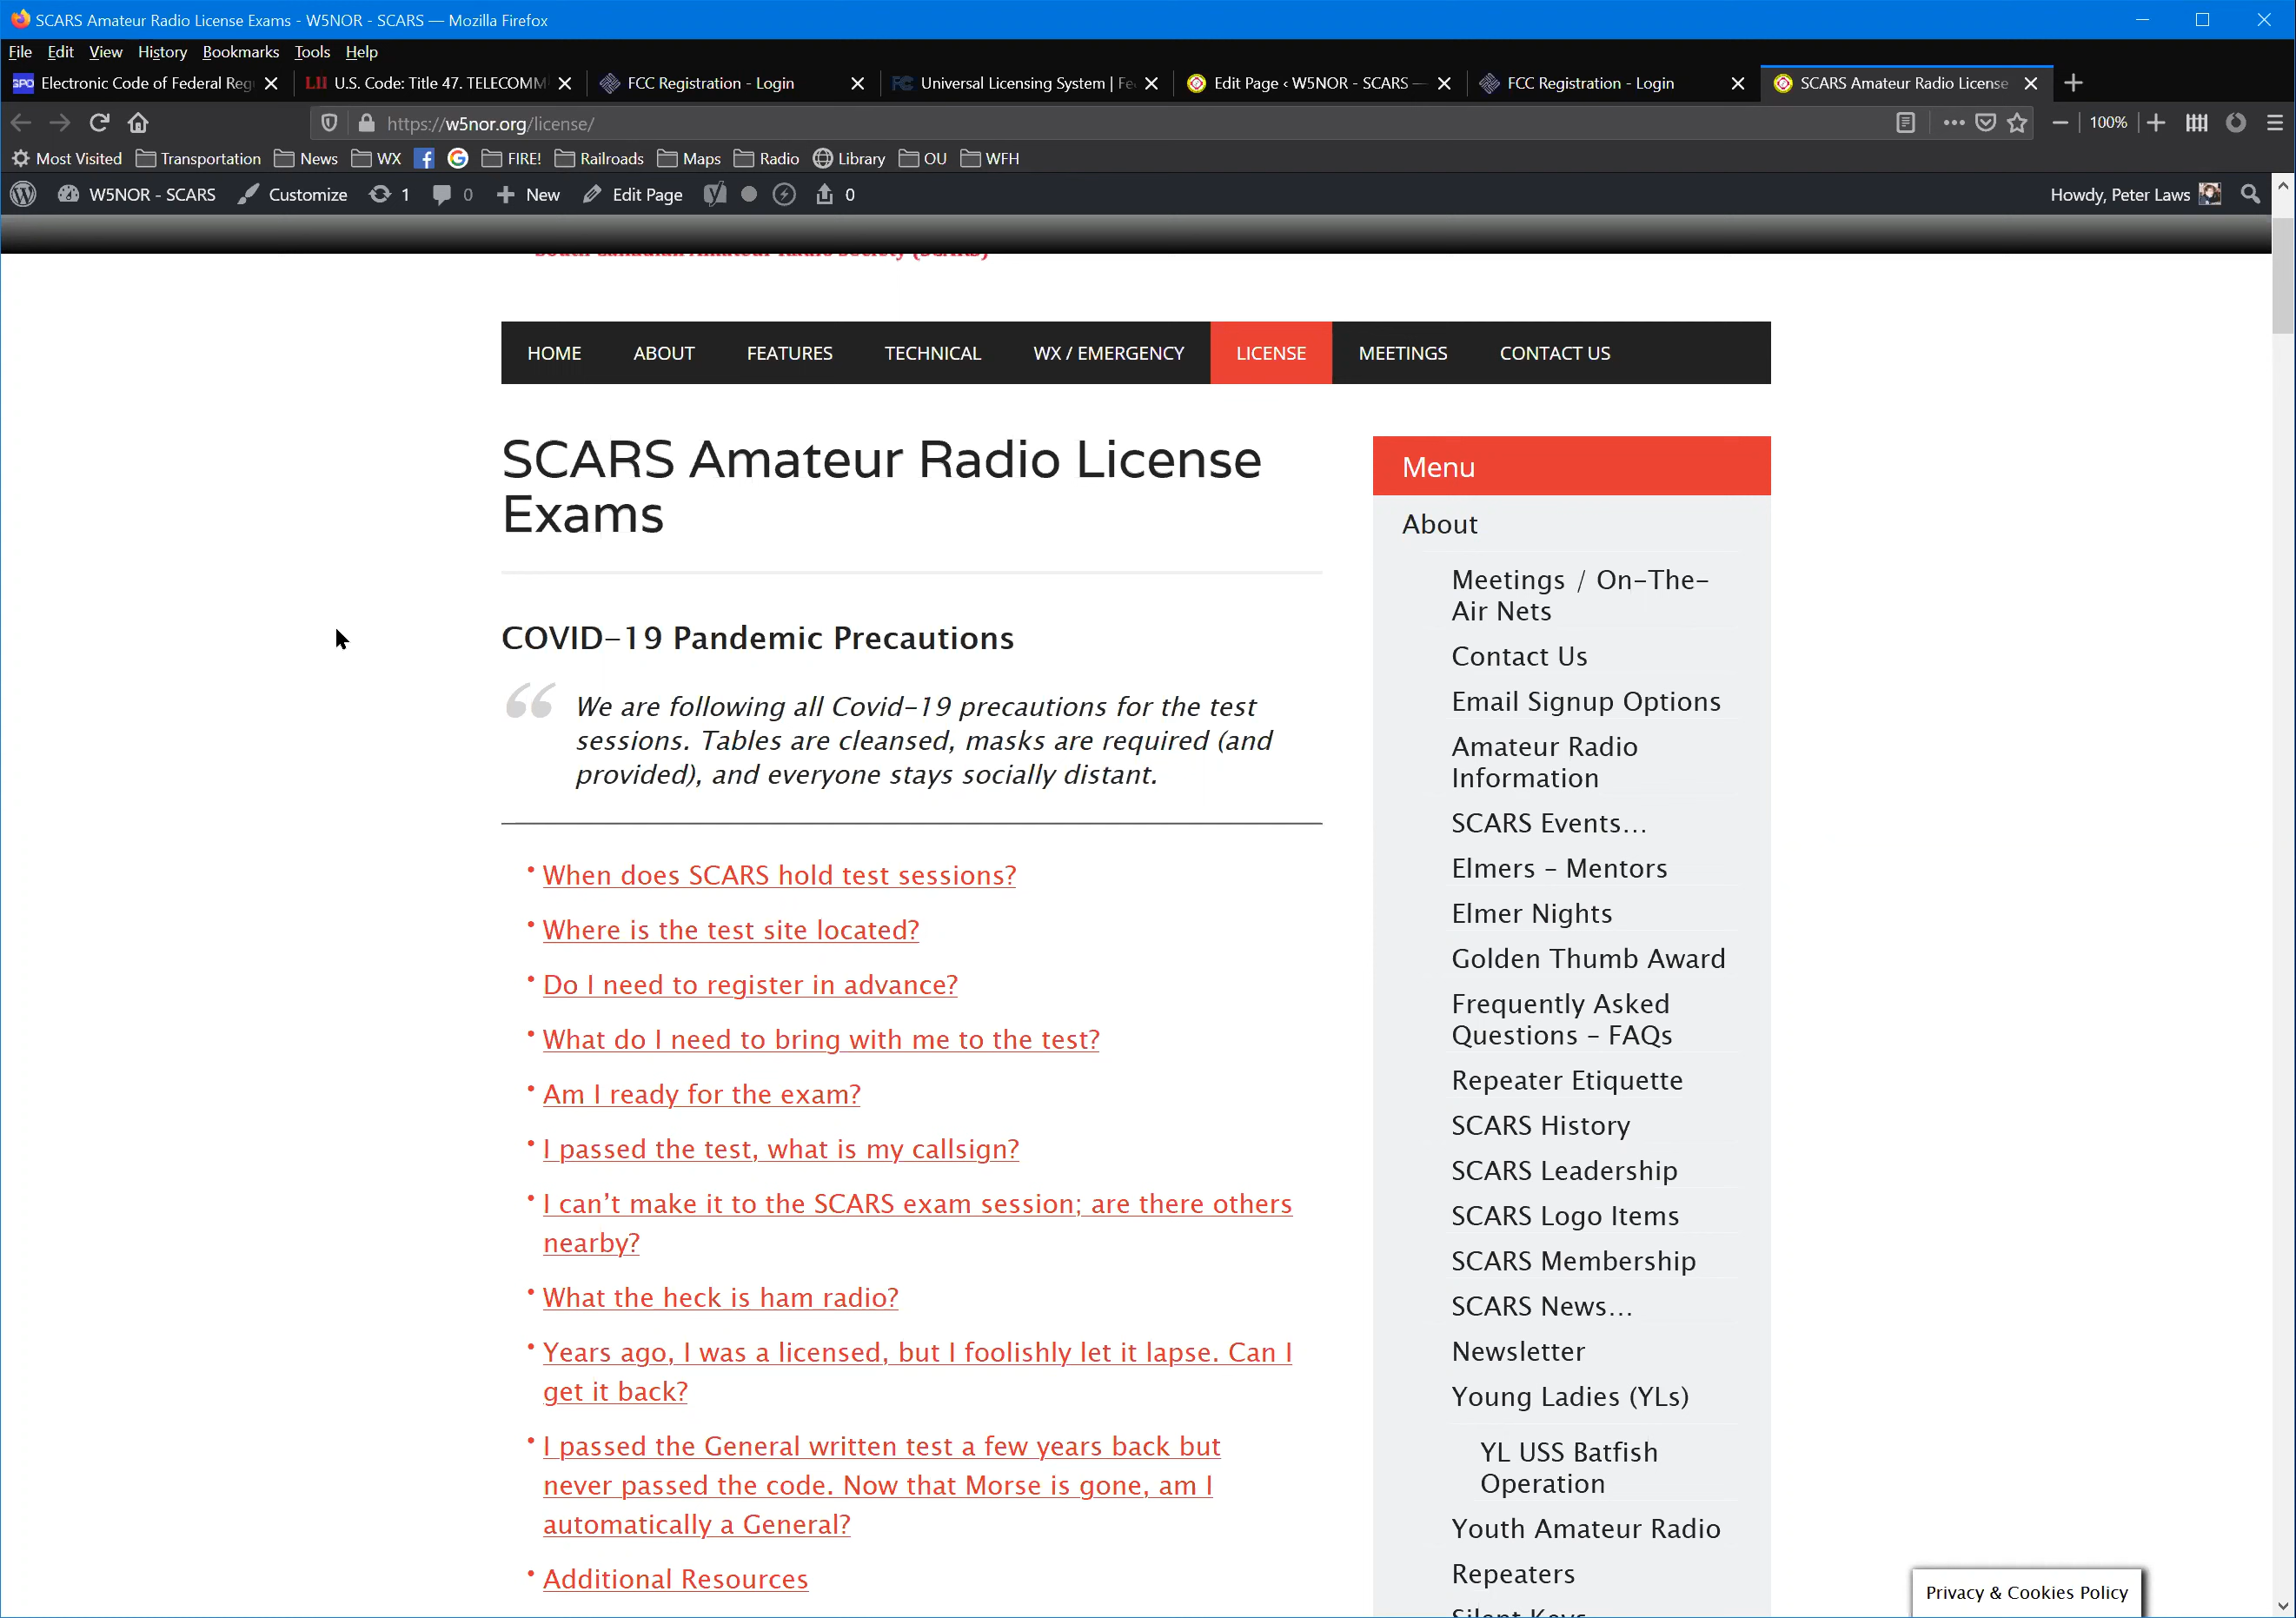 SCARS Amateur Radio License Exams - W5NOR - SCARS — Mozilla Firefox
File Edit View History Bookmarks Tools Help
GPO Electronic Code of Federal Reg
LII U.S. Code: Title 47. TELECOMM
FCC Registration - Login
Universal Licensing System | Fe
Edit Page ‹ W5NOR - SCARS —
FCC Registration - Login
SCARS Amateur Radio License
https://w5nor.org/license/
100%
Most Visited Transportation News WX FIRE! Railroads Maps Radio Library OU WFH
W5NOR - SCARS Customize 1 0 New Edit Page 0 Howdy, Peter Laws
HOME ABOUT FEATURES TECHNICAL WX / EMERGENCY LICENSE MEETINGS CONTACT US
SCARS Amateur Radio License
Exams
COVID-19 Pandemic Precautions
“ We are following all Covid-19 precautions for the test
sessions. Tables are cleansed, masks are required (and
provided), and everyone stays socially distant.
• When does SCARS hold test sessions?
• Where is the test site located?
• Do I need to register in advance?
• What do I need to bring with me to the test?
• Am I ready for the exam?
• I passed the test, what is my callsign?
• I can’t make it to the SCARS exam session; are there others
nearby?
• What the heck is ham radio?
• Years ago, I was a licensed, but I foolishly let it lapse. Can I
get it back?
• I passed the General written test a few years back but
never passed the code. Now that Morse is gone, am I
automatically a General?
• Additional Resources
Menu
About
Meetings / On-The-
Air Nets
Contact Us
Email Signup Options
Amateur Radio
Information
SCARS Events…
Elmers – Mentors
Elmer Nights
Golden Thumb Award
Frequently Asked
Questions – FAQs
Repeater Etiquette
SCARS History
SCARS Leadership
SCARS Logo Items
SCARS Membership
SCARS News…
Newsletter
Young Ladies (YLs)
YL USS Batfish
Operation
Youth Amateur Radio
Repeaters
Privacy & Cookies Policy